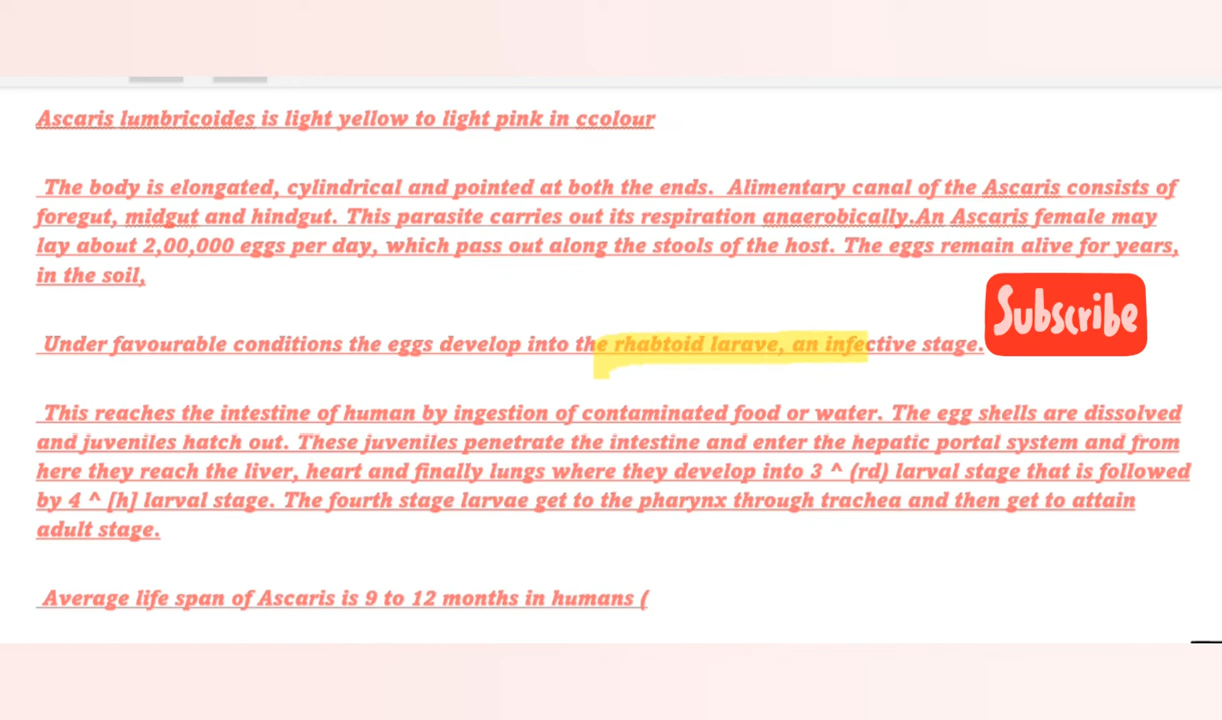 Ascaris lumbricoides is light yellow to light pink in ccolour
The body is elongated, cylindrical and pointed at both the ends. Alimentary canal of the Ascaris consists of
foregut, midgut and hindgut. This parasite carries out its respiration anaerobically.An Ascaris female may
lay about 2,00,000 eggs per day, which pass out along the stools of the host. The eggs remain alive for years,
in the soil,
Subscribe
Under favourable conditions the eggs develop into the rhabtoid larave, an infective stage.
This reaches the intestine of human by ingestion of contaminated food or water. The egg shells are dissolved
and juveniles hatch out. These juveniles penetrate the intestine and enter the hepatic portal system and from
here they reach the liver, heart and finally lungs where they develop into 3 ^ (rd) larval stage that is followed
by 4 ^ [h] larval stage. The fourth stage larvae get to the pharynx through trachea and then get to attain
adult stage.
Average life span of Ascaris is 9 to 12 months in humans (